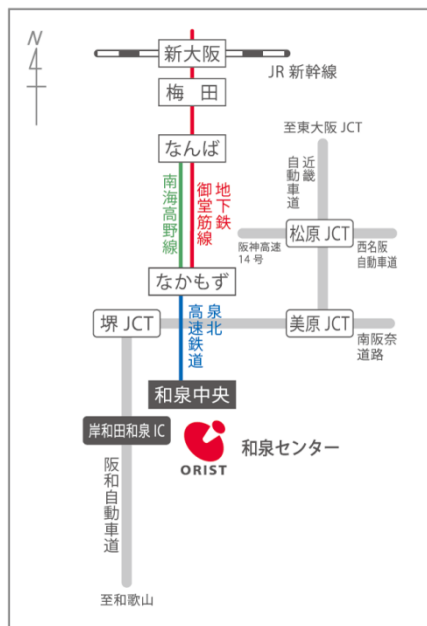 N
新大阪
JR 新幹線
梅 田
至東大阪 JCT
なんば
近畿
自動車道
南海高野線
地下鉄
御堂筋線
阪神高速
14 号
松原 JCT
西名阪
自動車道
なかもず
堺 JCT
泉北
高速鉄道
美原 JCT
南阪奈
道路
和泉中央
岸和田和泉 IC
ORIST
和泉センター
阪和自動車道
至和歌山